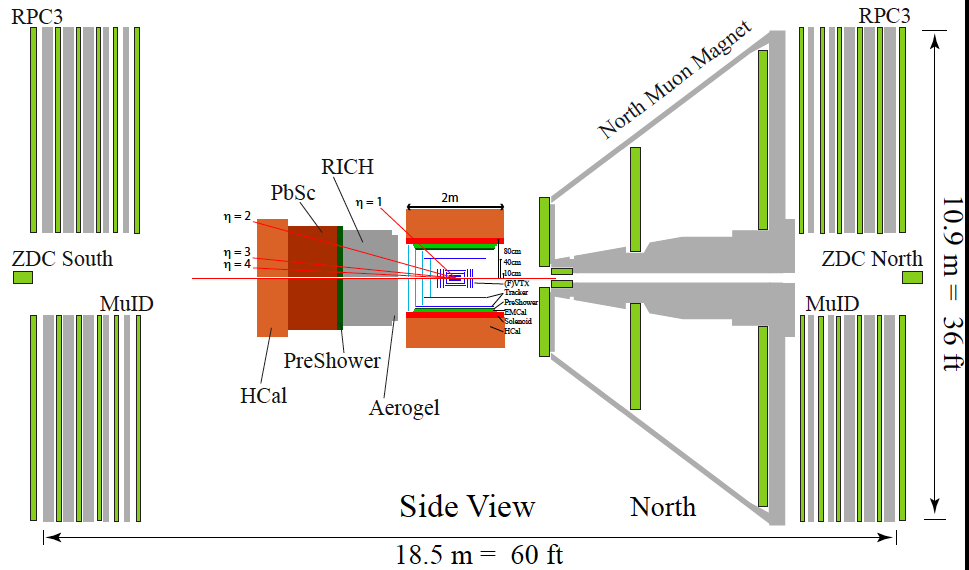 RPC3
RPC3
North Muon Magnet
RICH
PbSc
2m
η = 1
η = 2
η = 3
η = 4
80cm
40cm
10cm
(F)VTX
Tracker
PreShower
EMCal
Solenoid
HCal
ZDC South
ZDC North
MuID
MuID
PreShower
HCal
Aerogel
10.9 m = 36 ft
Side View
North
18.5 m = 60 ft